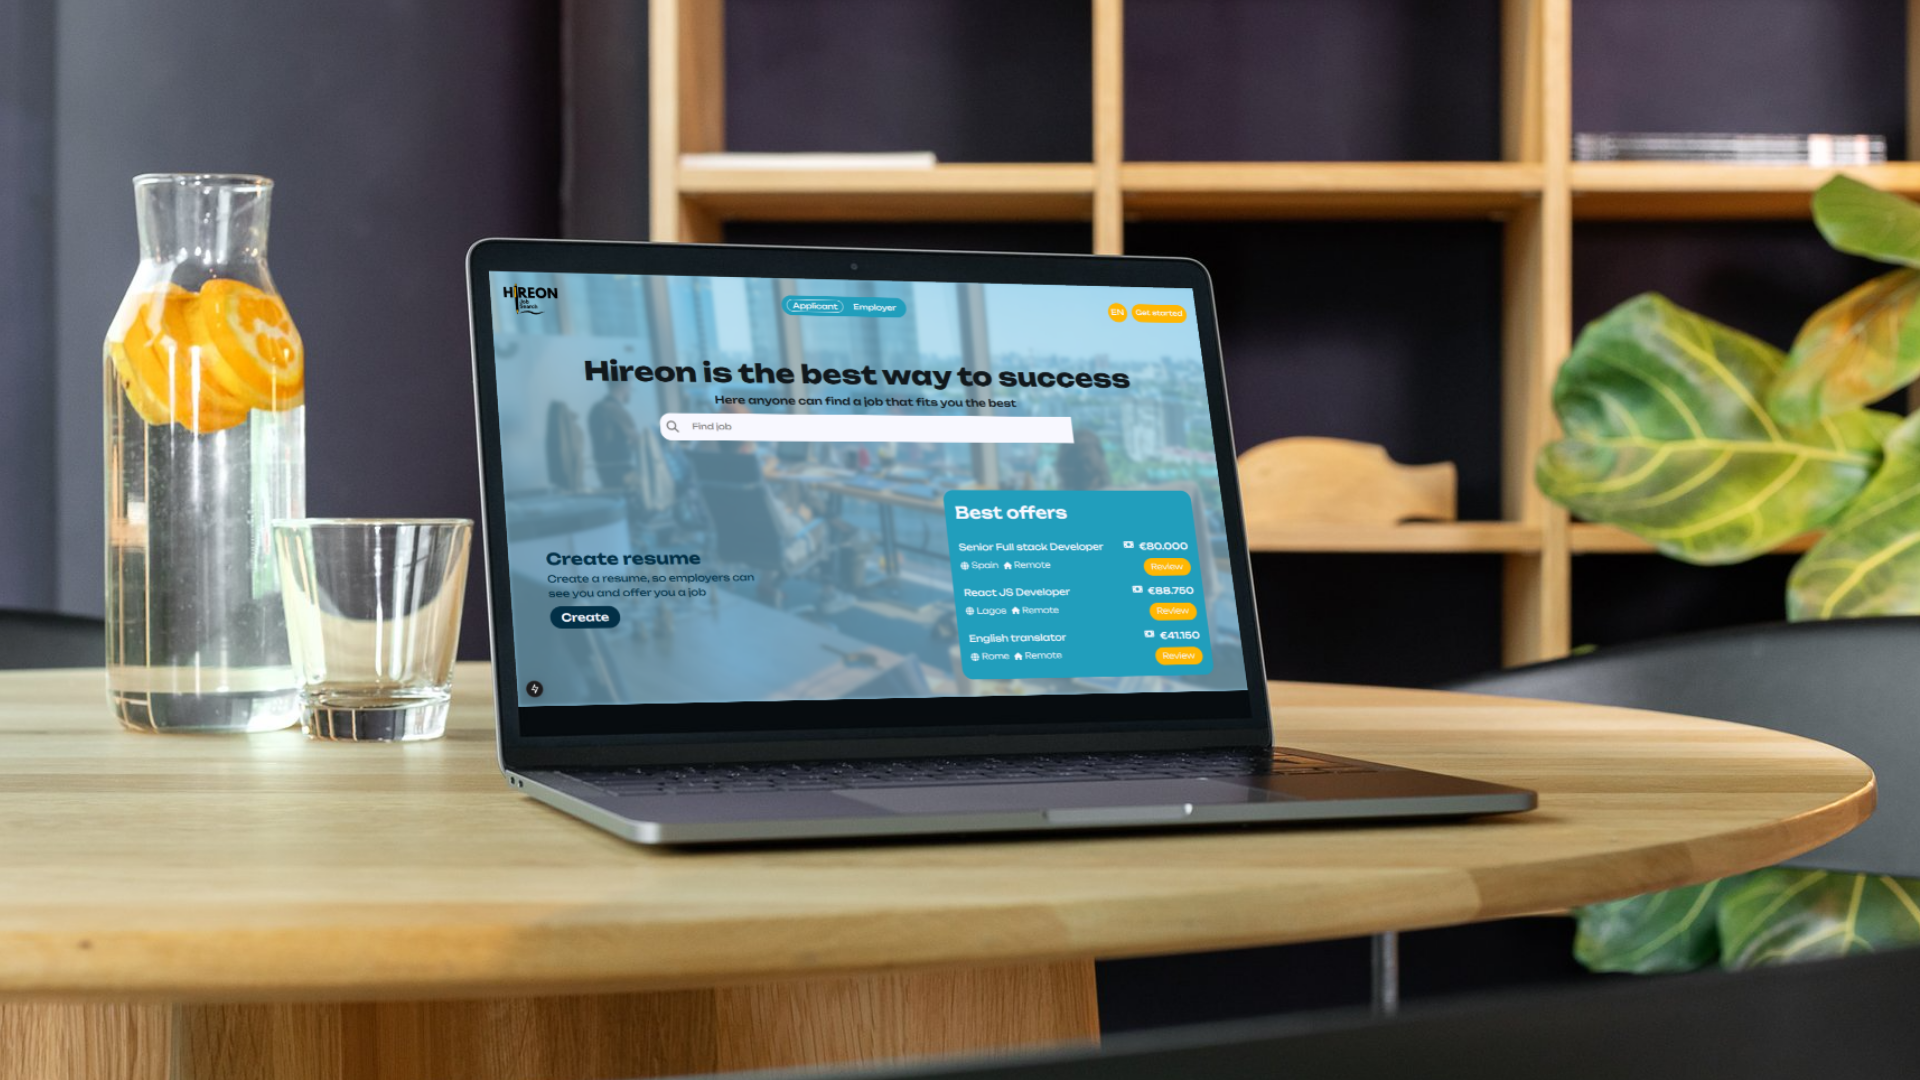 HIREON
Job
Search
Applicant Employer
EN Get started
Hireon is the best way to success
Here anyone can find a job that fits you the best
Find job
Create resume
Create a resume, so employers can
see you and offer you a job
Create
Best offers
Senior Full stack Developer €80.000
Spain Remote Review
React JS Developer €88.750
Lagos Remote Review
English translator €41.150
Rome Remote Review